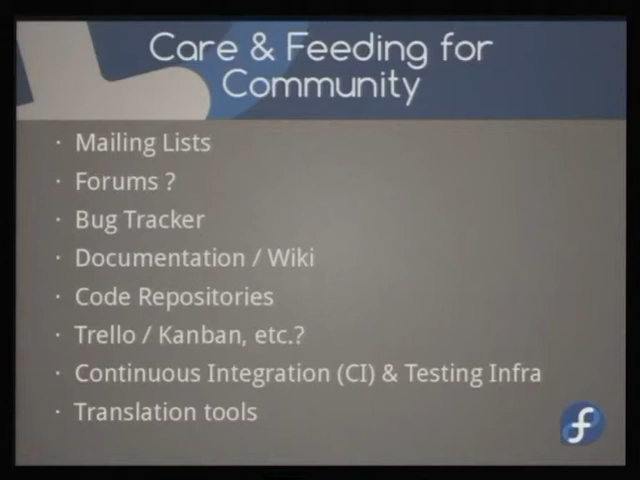 Care & Feeding for
Community
· Mailing Lists
· Forums ?
· Bug Tracker
· Documentation / Wiki
· Code Repositories
· Trello / Kanban, etc.?
· Continuous Integration (CI) & Testing Infra
· Translation tools